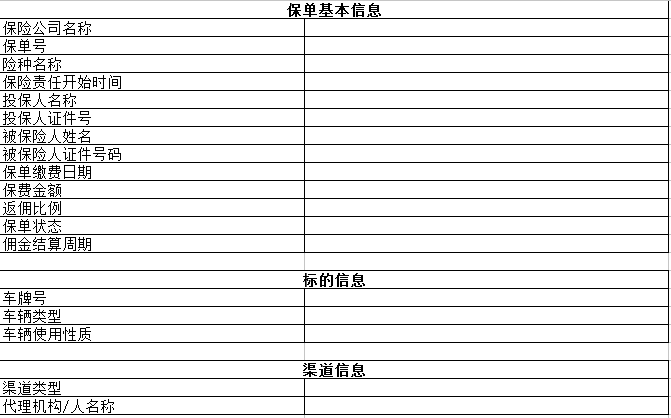 保单基本信息
保险公司名称
保单号
险种名称
保险责任开始时间
投保人名称
投保人证件号
被保险人姓名
被保险人证件号码
保单缴费日期
保费金额
返佣比例
保单状态
佣金结算周期
标的信息
车牌号
车辆类型
车辆使用性质
渠道信息
渠道类型
代理机构/人名称